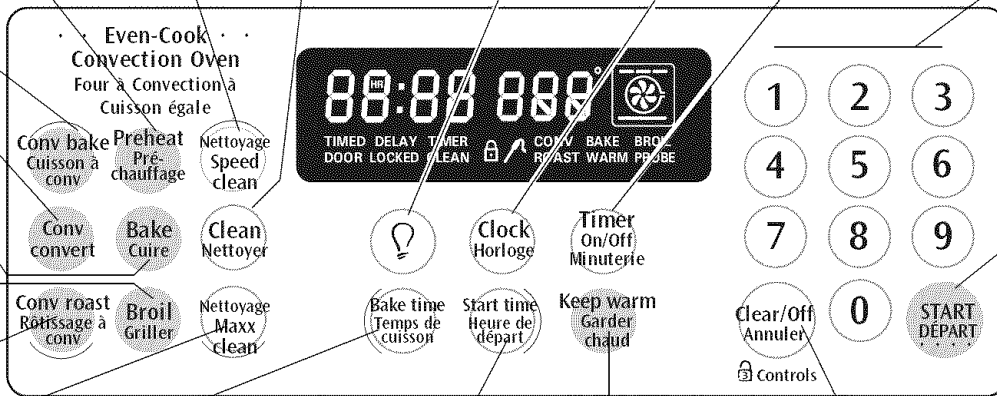 Even-Cook
Convection Oven
Four à Convection à
Cuisson égale
Conv bake
Cuisson à
conv
Preheat
Pré-
chauffage
Nettoyage
Speed
clean
Conv
convert
Bake
Cuire
Clean
Nettoyer
Conv roast
Rôtissage à
conv
Broil
Griller
Nettoyage
Maxx
clean
88:88 888°
HR
TIMED DELAY TIMER CONV BAKE BROIL
DOOR LOCKED CLEAN ROAST WARM PROBE
Clock
Horloge
Timer
On/Off
Minuterie
Bake time
Temps de
cuisson
Start time
Heure de
départ
Keep warm
Garder
chaud
1 2 3
4 5 6
7 8 9
Clear/Off
Annuler
0
START
DÉPART
3 Controls